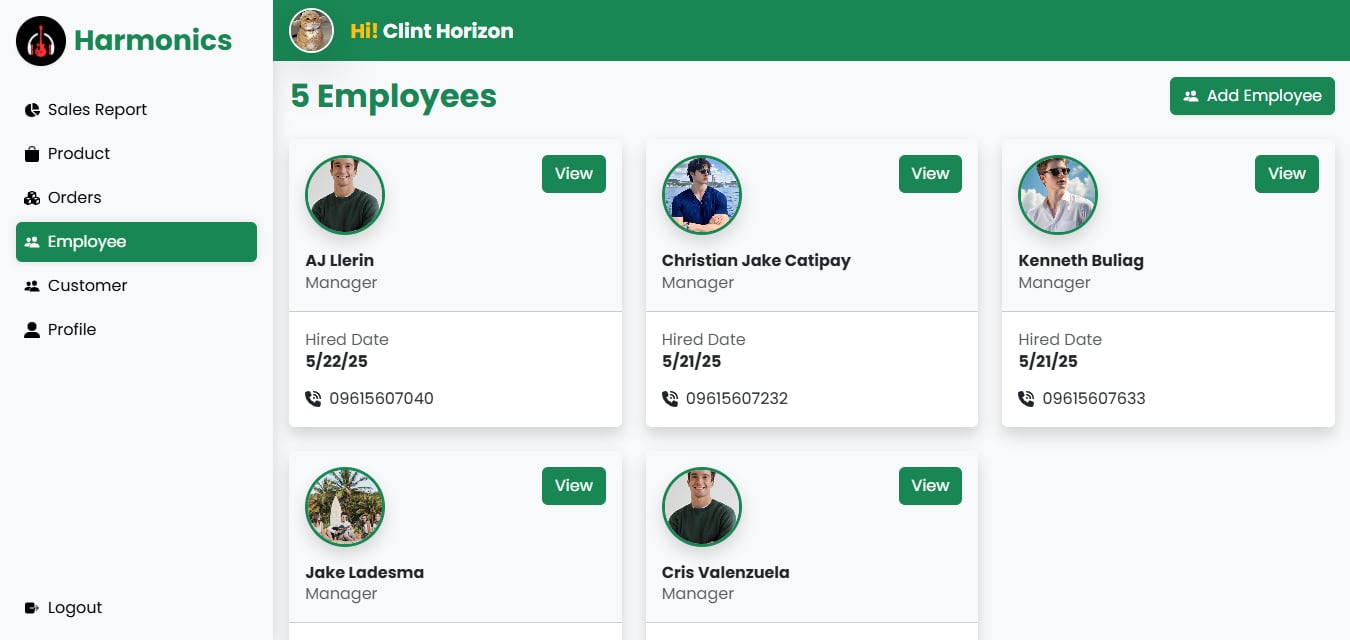 Harmonics
Sales Report
Product
Orders
Employee
Customer
Profile
Logout
Hi! Clint Horizon
5 Employees
Add Employee
View
AJ Llerin
Manager
Hired Date
5/22/25
09615607040
View
Christian Jake Catipay
Manager
Hired Date
5/21/25
09615607232
View
Kenneth Buliag
Manager
Hired Date
5/21/25
09615607633
View
Jake Ladesma
Manager
View
Cris Valenzuela
Manager